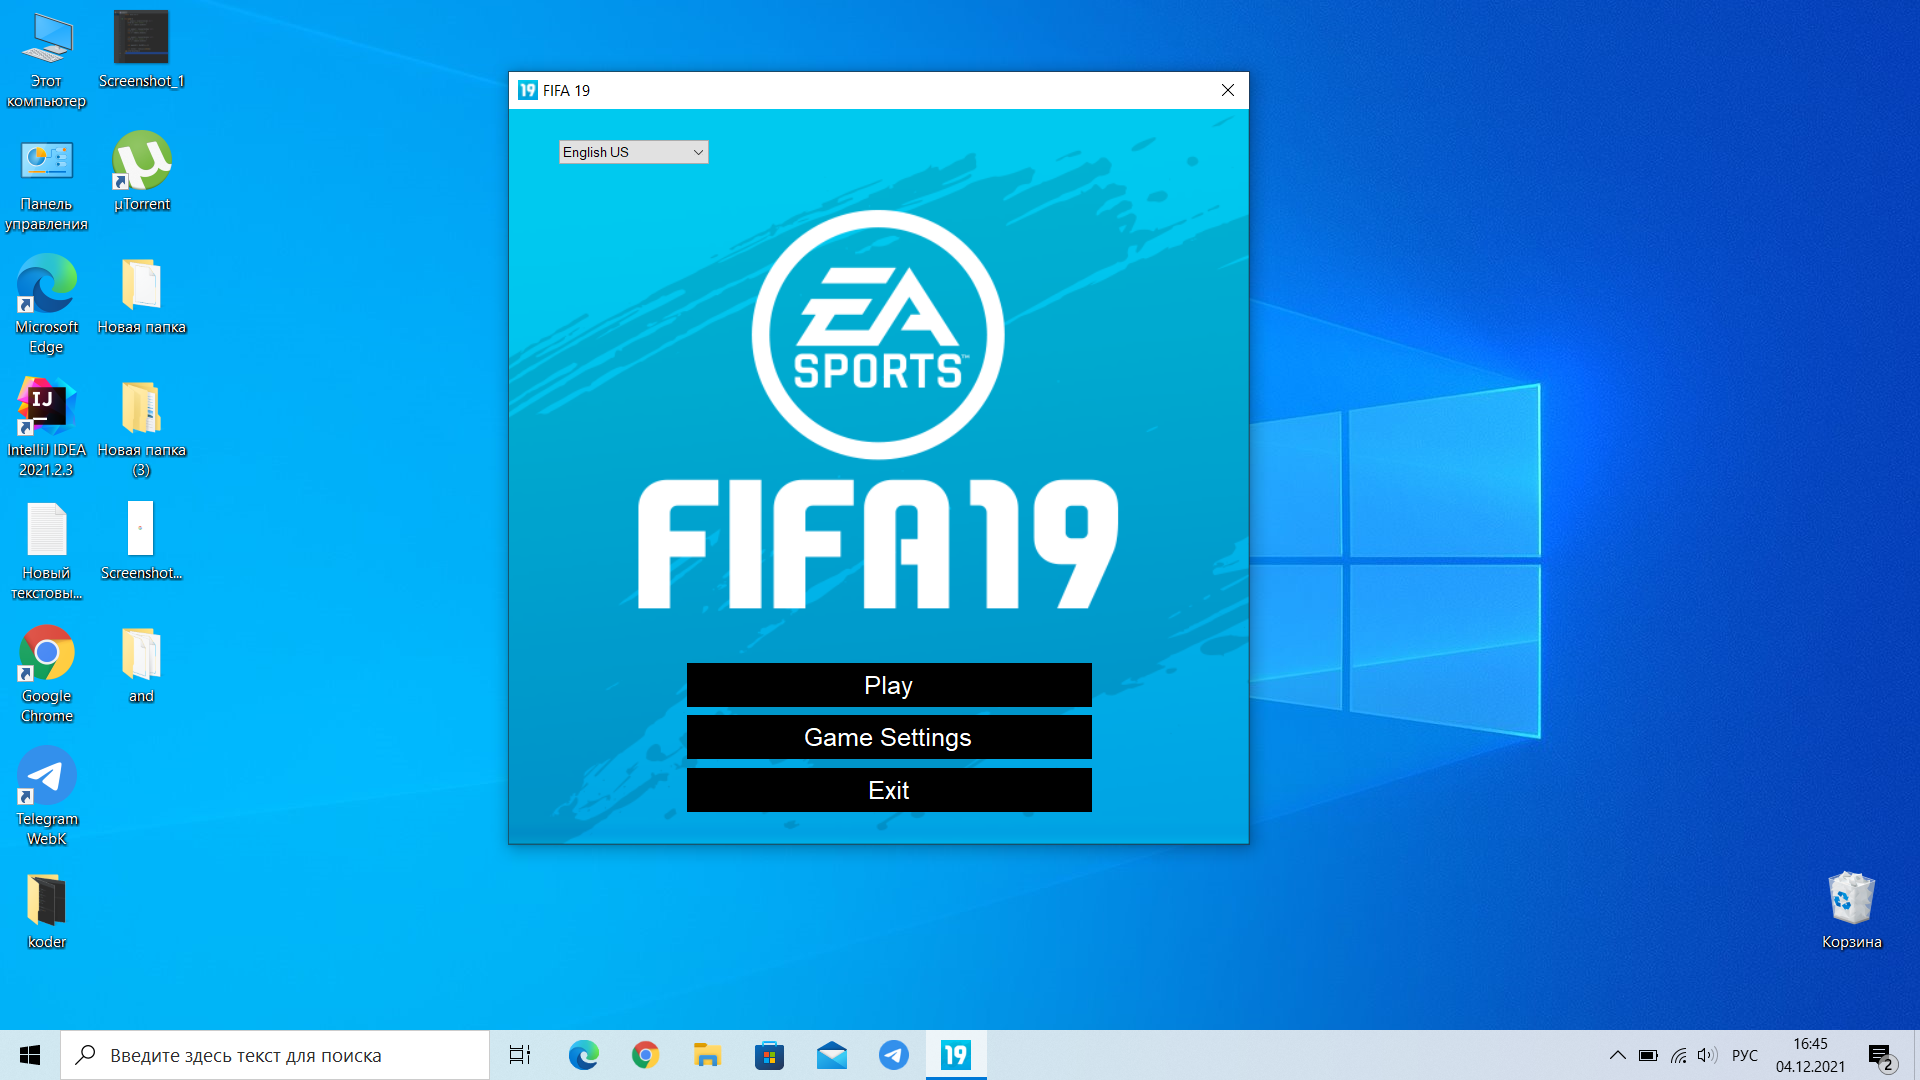 Этот
компьютер
Screenshot_1
Панель
управления
µTorrent
Microsoft
Edge
Новая папка
IJ
IntelliJ IDEA
2021.2.3
Новая папка
(3)
Новый
текстовы...
Screenshot...
Google
Chrome
and
Telegram
WebK
koder
19 FIFA 19
English US
EA
SPORTS™
FIFA 19
Play
Game Settings
Exit
Корзина
Введите здесь текст для поиска
19
РУС
16:45
04.12.2021
2